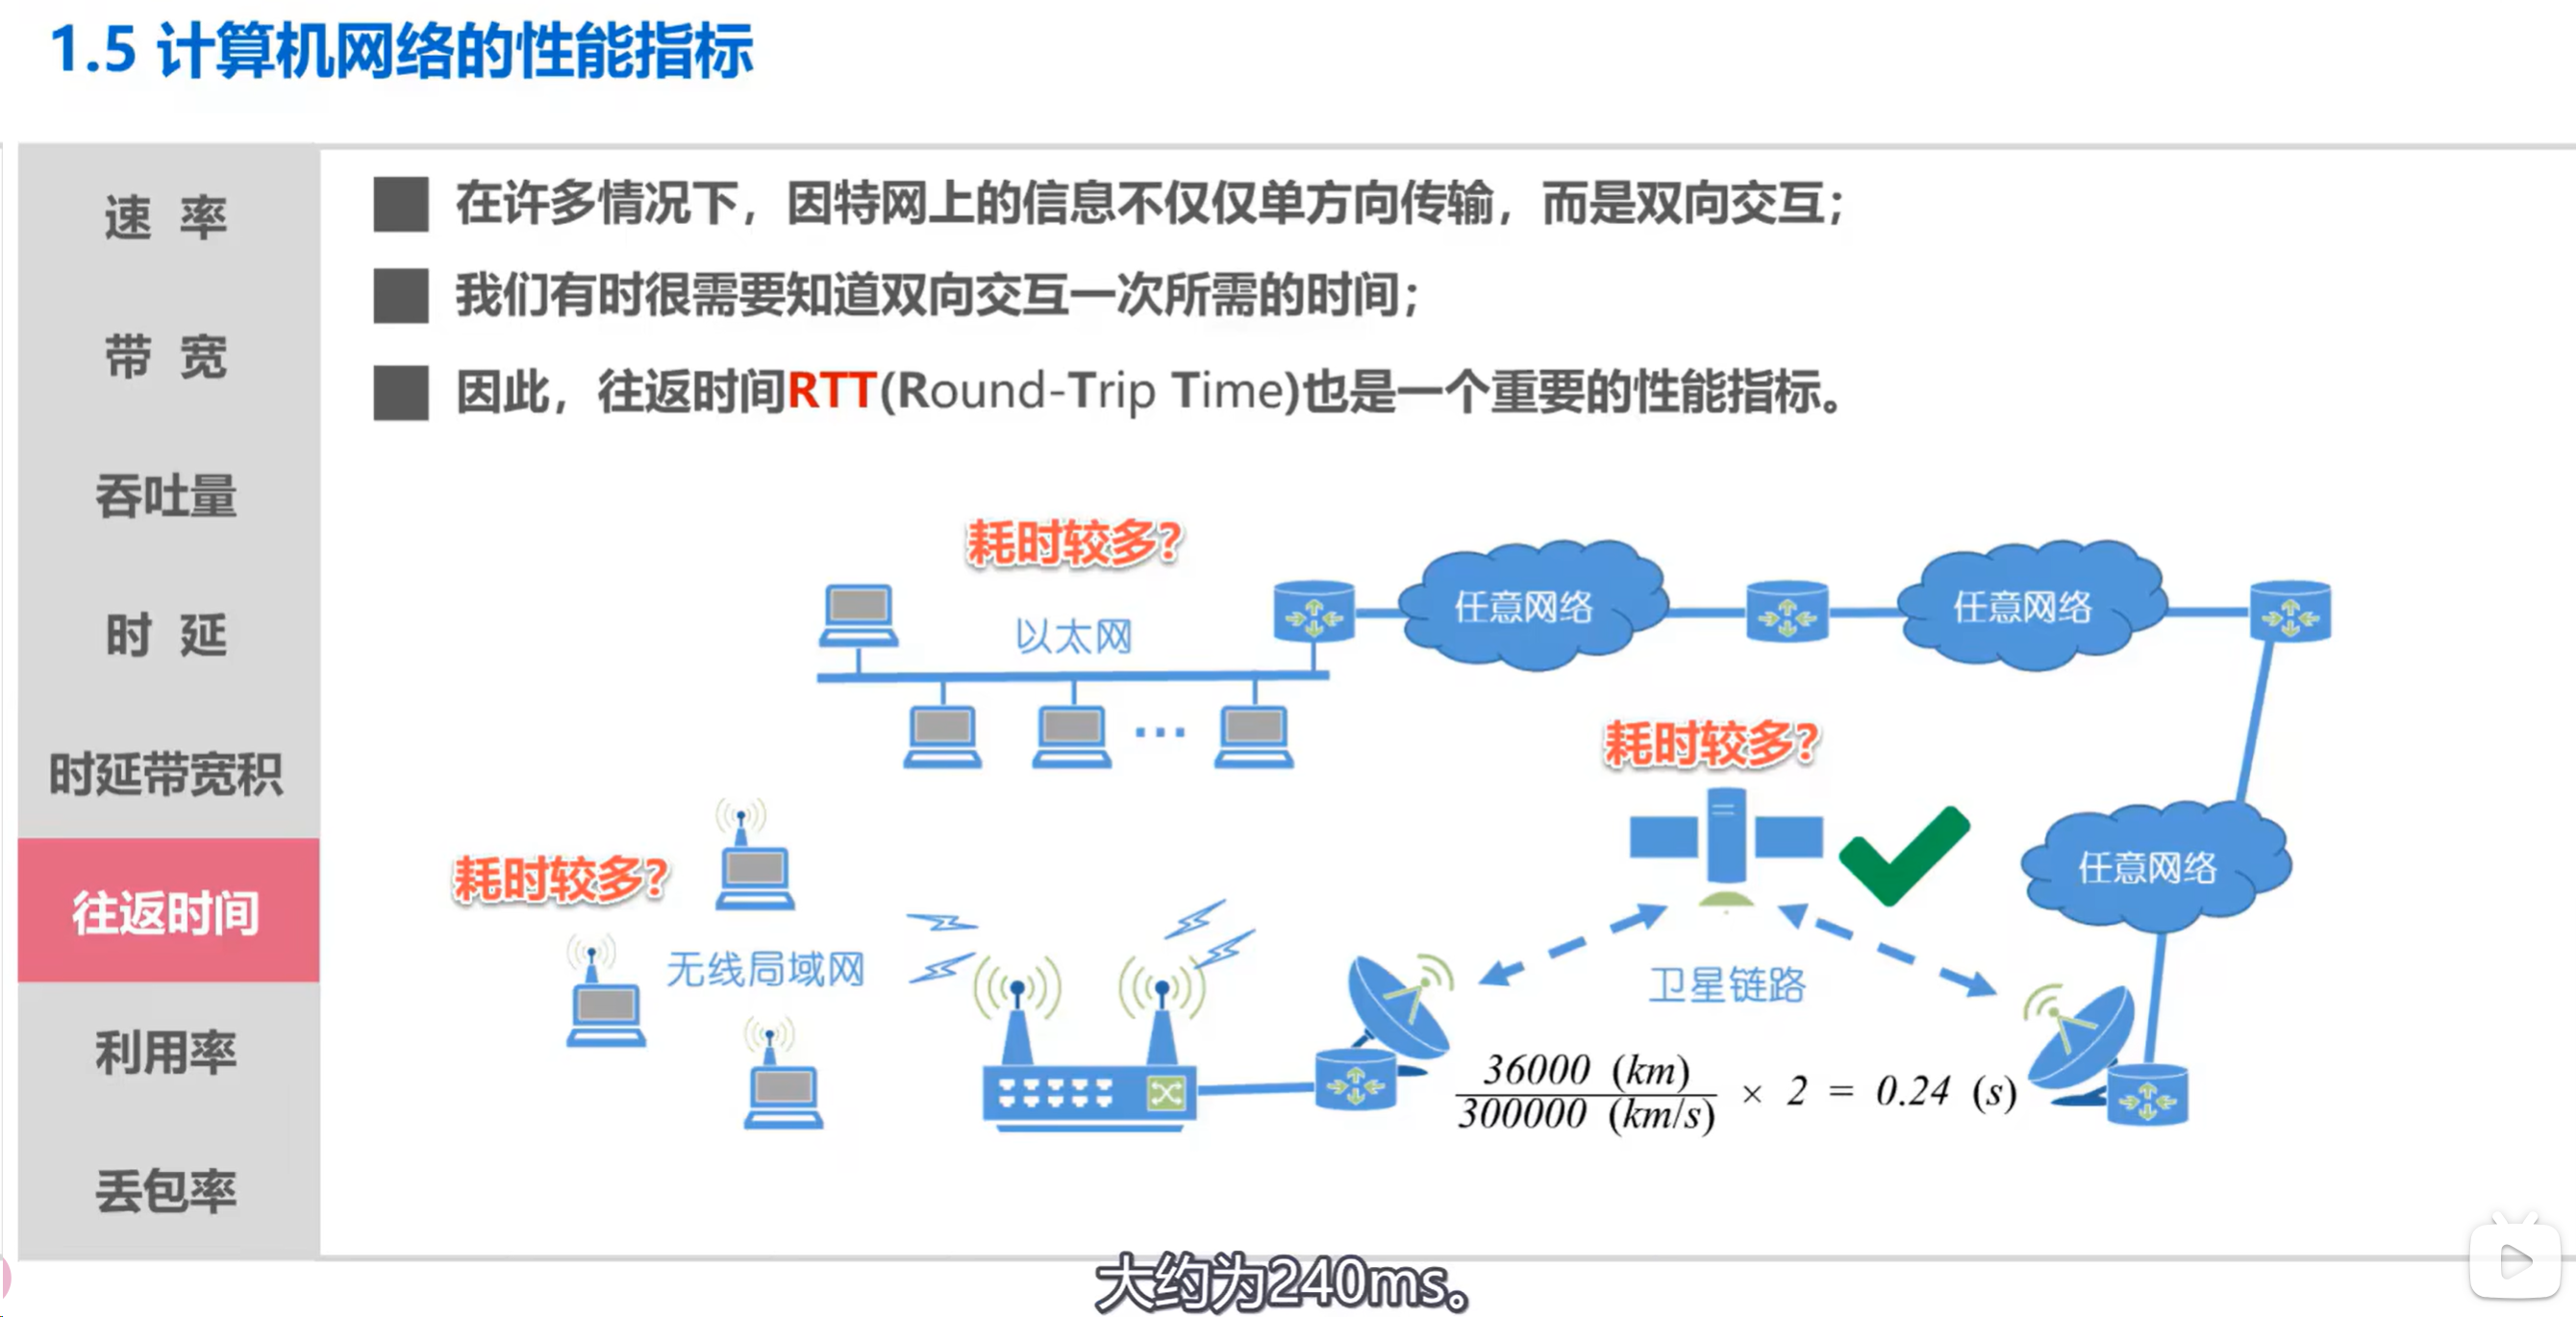 1.5 计算机网络的性能指标
速 率
带 宽
吞吐量
时 延
时延带宽积
往返时间
利用率
丢包率
在许多情况下，因特网上的信息不仅仅单方向传输，而是双向交互；
我们有时很需要知道双向交互一次所需的时间；
因此，往返时间RTT(Round-Trip Time)也是一个重要的性能指标。
耗时较多？
以太网
任意网络
任意网络
耗时较多？
任意网络
耗时较多？
无线局域网
卫星链路
36000 (km)
300000 (km/s)
× 2 = 0.24 (s)
大约为240ms。